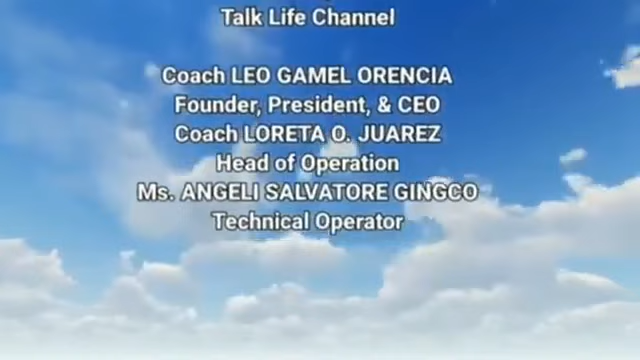 Talk Life Channel
Coach LEO GAMEL ORENCIA
Founder, President, & CEO
Coach LORETA O. JUAREZ
Head of Operation
Ms. ANGELI SALVATORE GINGCO
Technical Operator